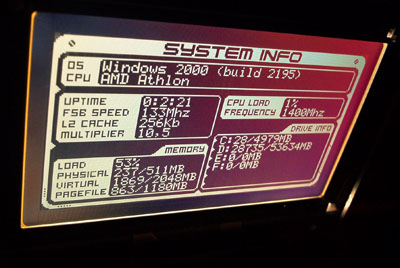 SYSTEM INFO
OS Windows 2000 (build 2195)
CPU AMD Athlon
UPTIME 0:2:21
FSB SPEED 133Mhz
L2 CACHE 256Kb
MULTIPLIER 10.5
CPU LOAD 1%
FREQUENCY 1400Mhz
DRIVE INFO
C:28/4979MB
D:28735/53634MB
E:0/0MB
F:0/0MB
MEMORY
LOAD 53%
PHYSICAL 237/511MB
VIRTUAL 1869/2048MB
PAGEFILE 863/1180MB